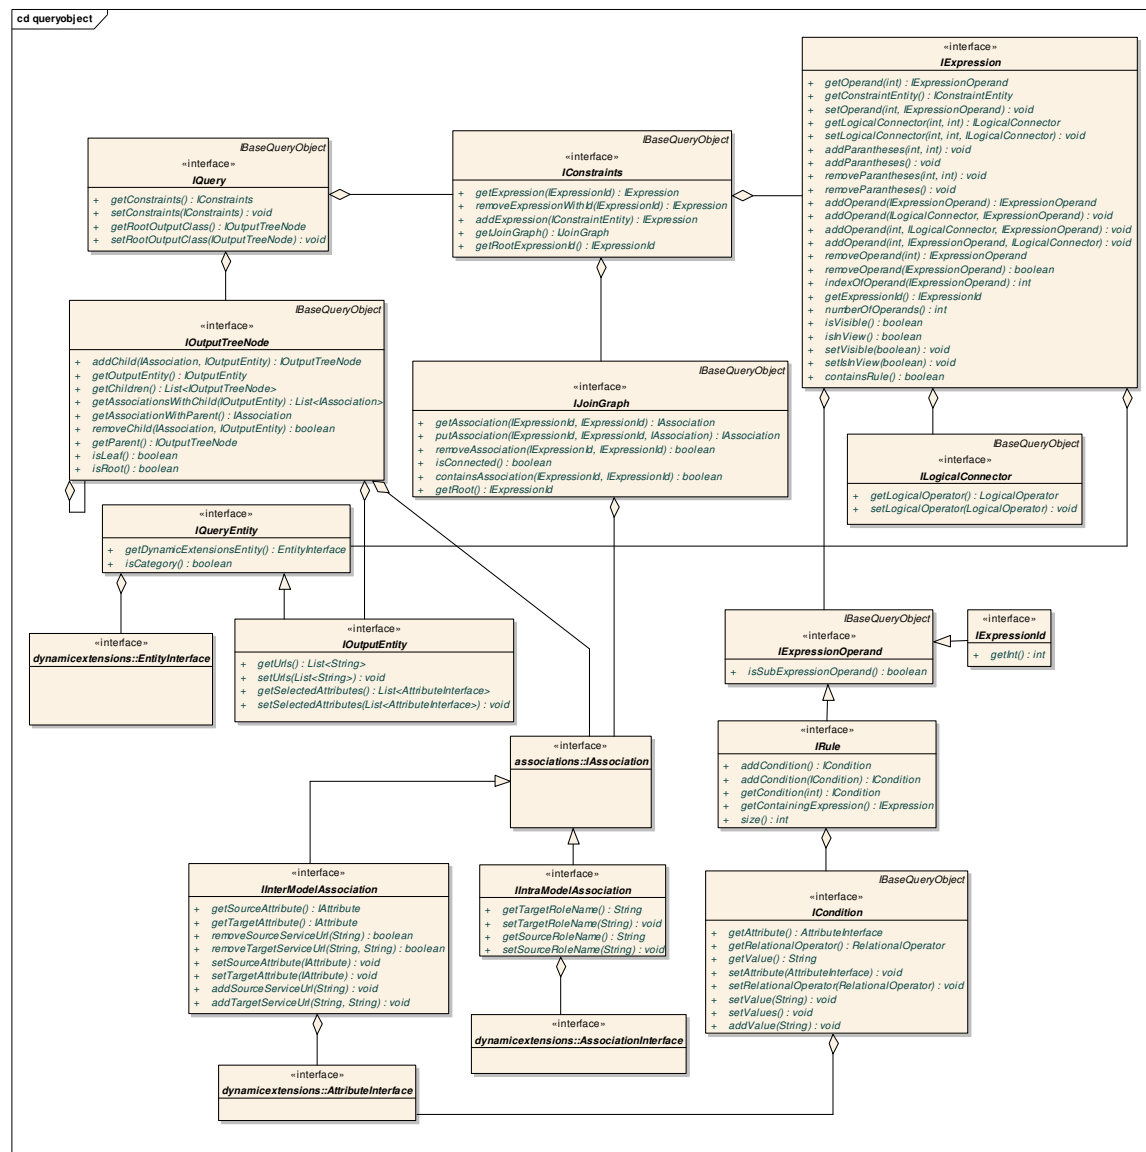 cd queryobject
IBaseQueryObject
«interface»
IQuery
+ getConstraints() : IConstraints
+ setConstraints(IConstraints) : void
+ getRootOutputClass() : IOutputTreeNode
+ setRootOutputClass(IOutputTreeNode) : void
IBaseQueryObject
«interface»
IConstraints
+ getExpression(IExpressionId) : IExpression
+ removeExpressionWithId(IExpressionId) : IExpression
+ addExpression(IConstraintEntity) : IExpression
+ getJoinGraph() : IJoinGraph
+ getRootExpressionId() : IExpressionId
«interface»
IExpression
+ getOperand(int) : IExpressionOperand
+ getConstraintEntity() : IConstraintEntity
+ setOperand(int, IExpressionOperand) : void
+ getLogicalConnector(int, int) : ILogicalConnector
+ setLogicalConnector(int, int, ILogicalConnector) : void
+ addParantheses(int, int) : void
+ addParantheses() : void
+ removeParantheses(int, int) : void
+ removeParantheses() : void
+ addOperand(IExpressionOperand) : IExpressionOperand
+ addOperand(ILogicalConnector, IExpressionOperand) : void
+ addOperand(int, ILogicalConnector, IExpressionOperand) : void
+ addOperand(int, IExpressionOperand, ILogicalConnector) : void
+ removeOperand(int) : IExpressionOperand
+ removeOperand(IExpressionOperand) : boolean
+ indexOfOperand(IExpressionOperand) : int
+ getExpressionId() : IExpressionId
+ numberOfOperands() : int
+ isVisible() : boolean
+ isInView() : boolean
+ setVisible(boolean) : void
+ setIsInView(boolean) : void
+ containsRule() : boolean
IBaseQueryObject
«interface»
IOutputTreeNode
+ addChild(IAssociation, IOutputEntity) : IOutputTreeNode
+ getOutputEntity() : IOutputEntity
+ getChildren() : List<IOutputTreeNode>
+ getAssociationsWithChild(IOutputEntity) : List<IAssociation>
+ getAssociationWithParent() : IAssociation
+ removeChild(IAssociation, IOutputEntity) : boolean
+ getParent() : IOutputTreeNode
+ isLeaf() : boolean
+ isRoot() : boolean
IBaseQueryObject
«interface»
IJoinGraph
+ getAssociation(IExpressionId, IExpressionId) : IAssociation
+ putAssociation(IExpressionId, IExpressionId, IAssociation) : IAssociation
+ removeAssociation(IExpressionId, IExpressionId) : boolean
+ isConnected() : boolean
+ containsAssociation(IExpressionId, IExpressionId) : boolean
+ getRoot() : IExpressionId
IBaseQueryObject
«interface»
ILogicalConnector
+ getLogicalOperator() : LogicalOperator
+ setLogicalOperator(LogicalOperator) : void
«interface»
IQueryEntity
+ getDynamicExtensionsEntity() : EntityInterface
+ isCategory() : boolean
«interface»
dynamicextensions::EntityInterface
«interface»
IOutputEntity
+ getUrls() : List<String>
+ setUrls(List<String>) : void
+ getSelectedAttributes() : List<AttributeInterface>
+ setSelectedAttributes(List<AttributeInterface>) : void
IBaseQueryObject
«interface»
IExpressionOperand
+ isSubExpressionOperand() : boolean
«interface»
IExpressionId
+ getInt() : int
«interface»
IRule
+ addCondition() : ICondition
+ addCondition(ICondition) : ICondition
+ getCondition(int) : ICondition
+ getContainingExpression() : IExpression
+ size() : int
«interface»
associations::IAssociation
«interface»
IInterModelAssociation
+ getSourceAttribute() : IAttribute
+ getTargetAttribute() : IAttribute
+ removeSourceServiceUrl(String) : boolean
+ removeTargetServiceUrl(String, String) : boolean
+ setSourceAttribute(IAttribute) : void
+ setTargetAttribute(IAttribute) : void
+ addSourceServiceUrl(String) : void
+ addTargetServiceUrl(String, String) : void
«interface»
IIntraModelAssociation
+ getTargetRoleName() : String
+ setTargetRoleName(String) : void
+ getSourceRoleName() : String
+ setSourceRoleName(String) : void
IBaseQueryObject
«interface»
ICondition
+ getAttribute() : AttributeInterface
+ getRelationalOperator() : RelationalOperator
+ getValue() : String
+ setAttribute(AttributeInterface) : void
+ setRelationalOperator(RelationalOperator) : void
+ setValue(String) : void
+ setValues() : void
+ addValue(String) : void
«interface»
dynamicextensions::AssociationInterface
«interface»
dynamicextensions::AttributeInterface